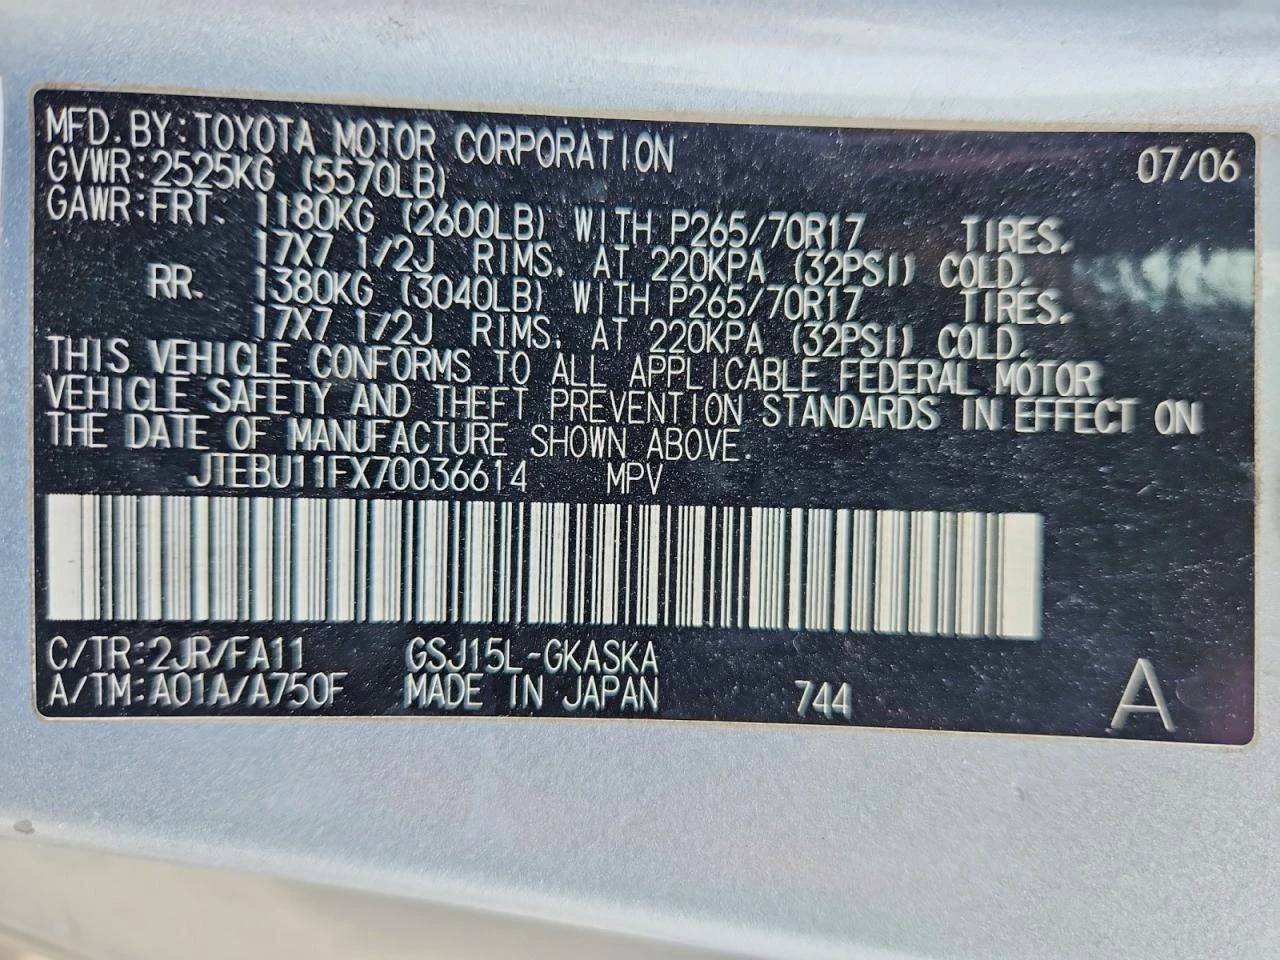 MFD. BY: TOYOTA MOTOR CORPORATION 07/06
GVWR: 2525KG (5570LB)
GAWR: FRT. 1180KG (2600LB) WITH P265/70R17 TIRES,
17X7 1/2J RIMS, AT 220KPA (32PSI) COLD.
RR. 1380KG (3040LB) WITH P265/70R17 TIRES,
17X7 1/2J RIMS, AT 220KPA (32PSI) COLD.
THIS VEHICLE CONFORMS TO ALL APPLICABLE FEDERAL MOTOR
VEHICLE SAFETY AND THEFT PREVENTION STANDARDS IN EFFECT ON
THE DATE OF MANUFACTURE SHOWN ABOVE.
JTEBU11FX70036614 MPV
C/TR: 2JR/FA11 GSJ15L-GKASKA
A/TM: A01A/A750F MADE IN JAPAN 744 A